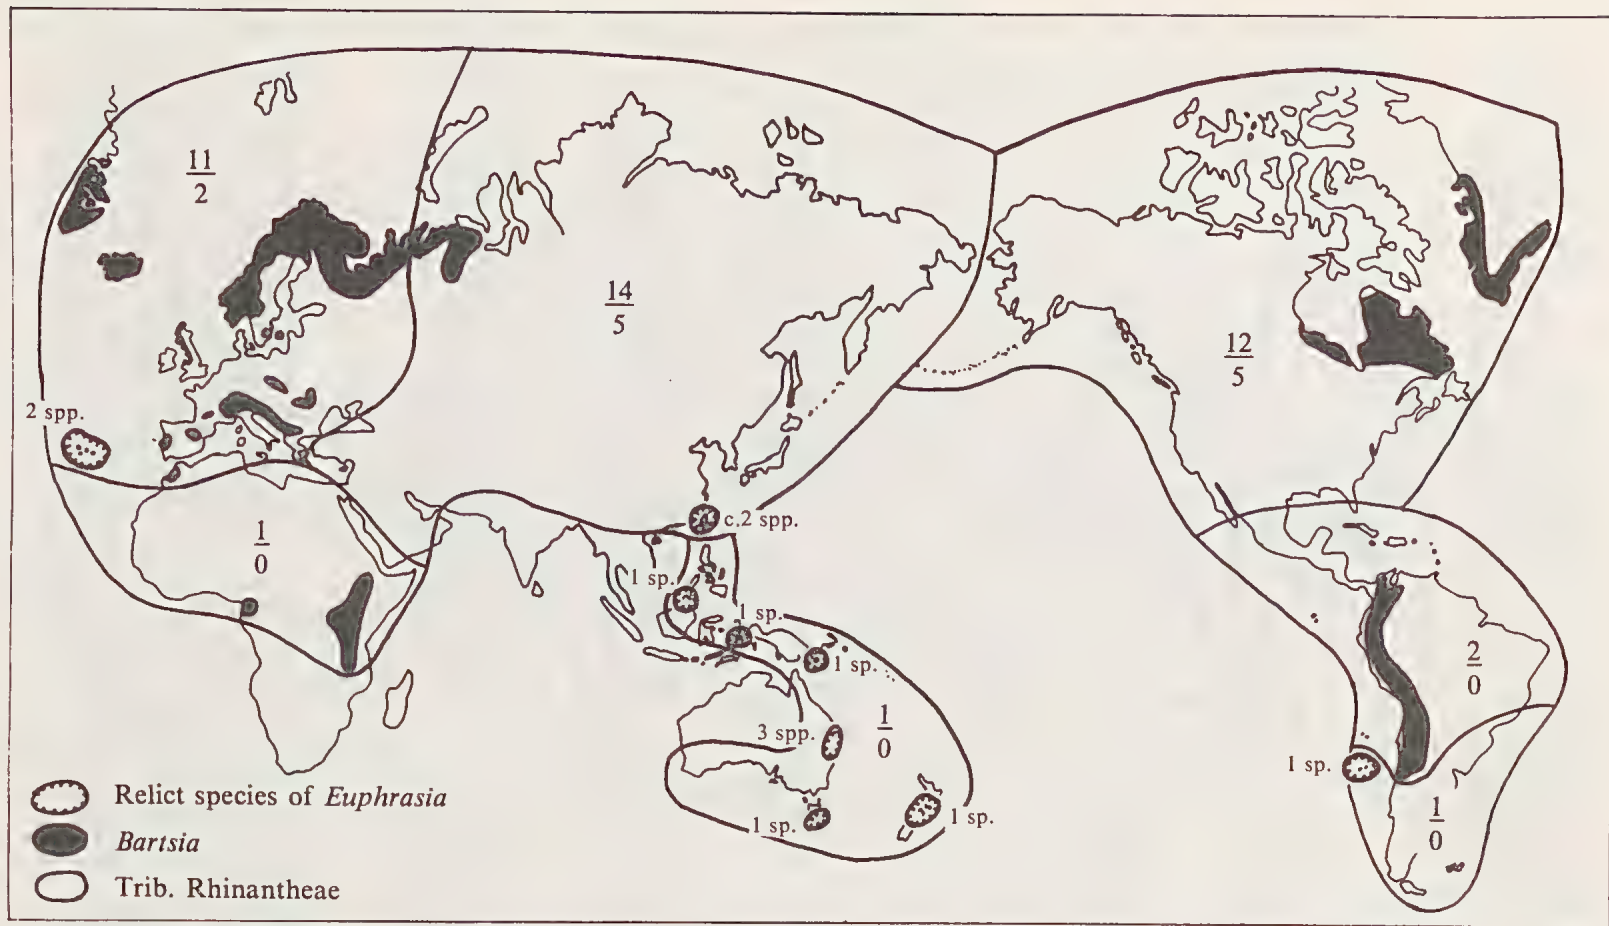 11
2
14
5
12
5
2 spp.
c.2 spp.
1
0
1 sp.
1 sp.
1 sp.
2
0
3 spp.
1
0
1 sp.
1 sp.
1 sp.
1
0
Relict species of Euphrasia
Bartsia
Trib. Rhinantheae